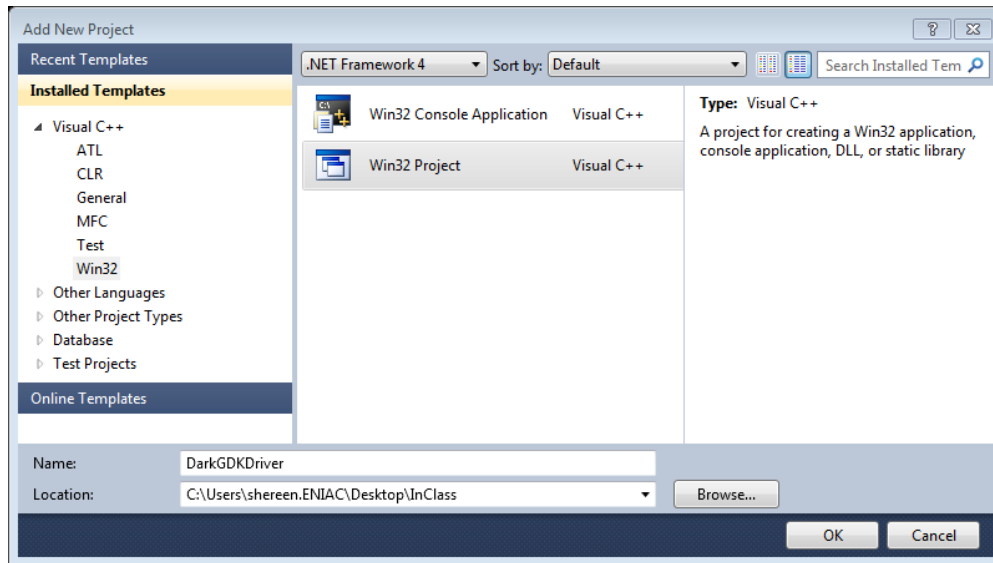 Add New Project
Recent Templates
.NET Framework 4 Sort by: Default Search Installed Tem
Installed Templates
Visual C++
ATL
CLR
General
MFC
Test
Win32
Other Languages
Other Project Types
Database
Test Projects
Online Templates
Win32 Console Application Visual C++
Win32 Project Visual C++
Type: Visual C++
A project for creating a Win32 application,
console application, DLL, or static library
Name: DarkGDKDriver
Location: C:\Users\shereen.ENIAC\Desktop\InClass Browse...
OK Cancel